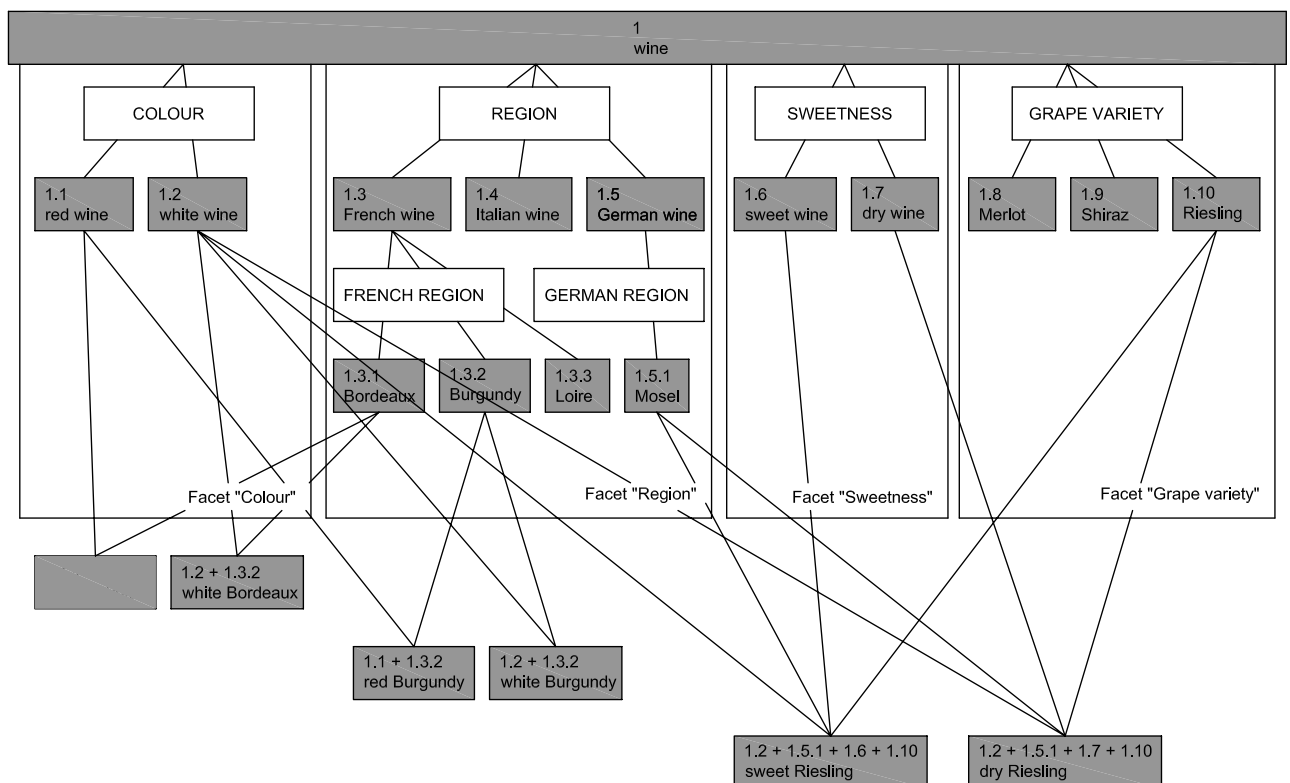 1
wine
COLOUR
REGION
SWEETNESS
GRAPE VARIETY
1.1
red wine
1.2
white wine
1.3
French wine
1.4
Italian wine
1.5
German wine
1.6
sweet wine
1.7
dry wine
1.8
Merlot
1.9
Shiraz
1.10
Riesling
FRENCH REGION
GERMAN REGION
1.3.1
Bordeaux
1.3.2
Burgundy
1.3.3
Loire
1.5.1
Mosel
Facet "Colour"
Facet "Region"
Facet "Sweetness"
Facet "Grape variety"
1.2 + 1.3.2
white Bordeaux
1.1 + 1.3.2
red Burgundy
1.2 + 1.3.2
white Burgundy
1.2 + 1.5.1 + 1.6 + 1.10
sweet Riesling
1.2 + 1.5.1 + 1.7 + 1.10
dry Riesling